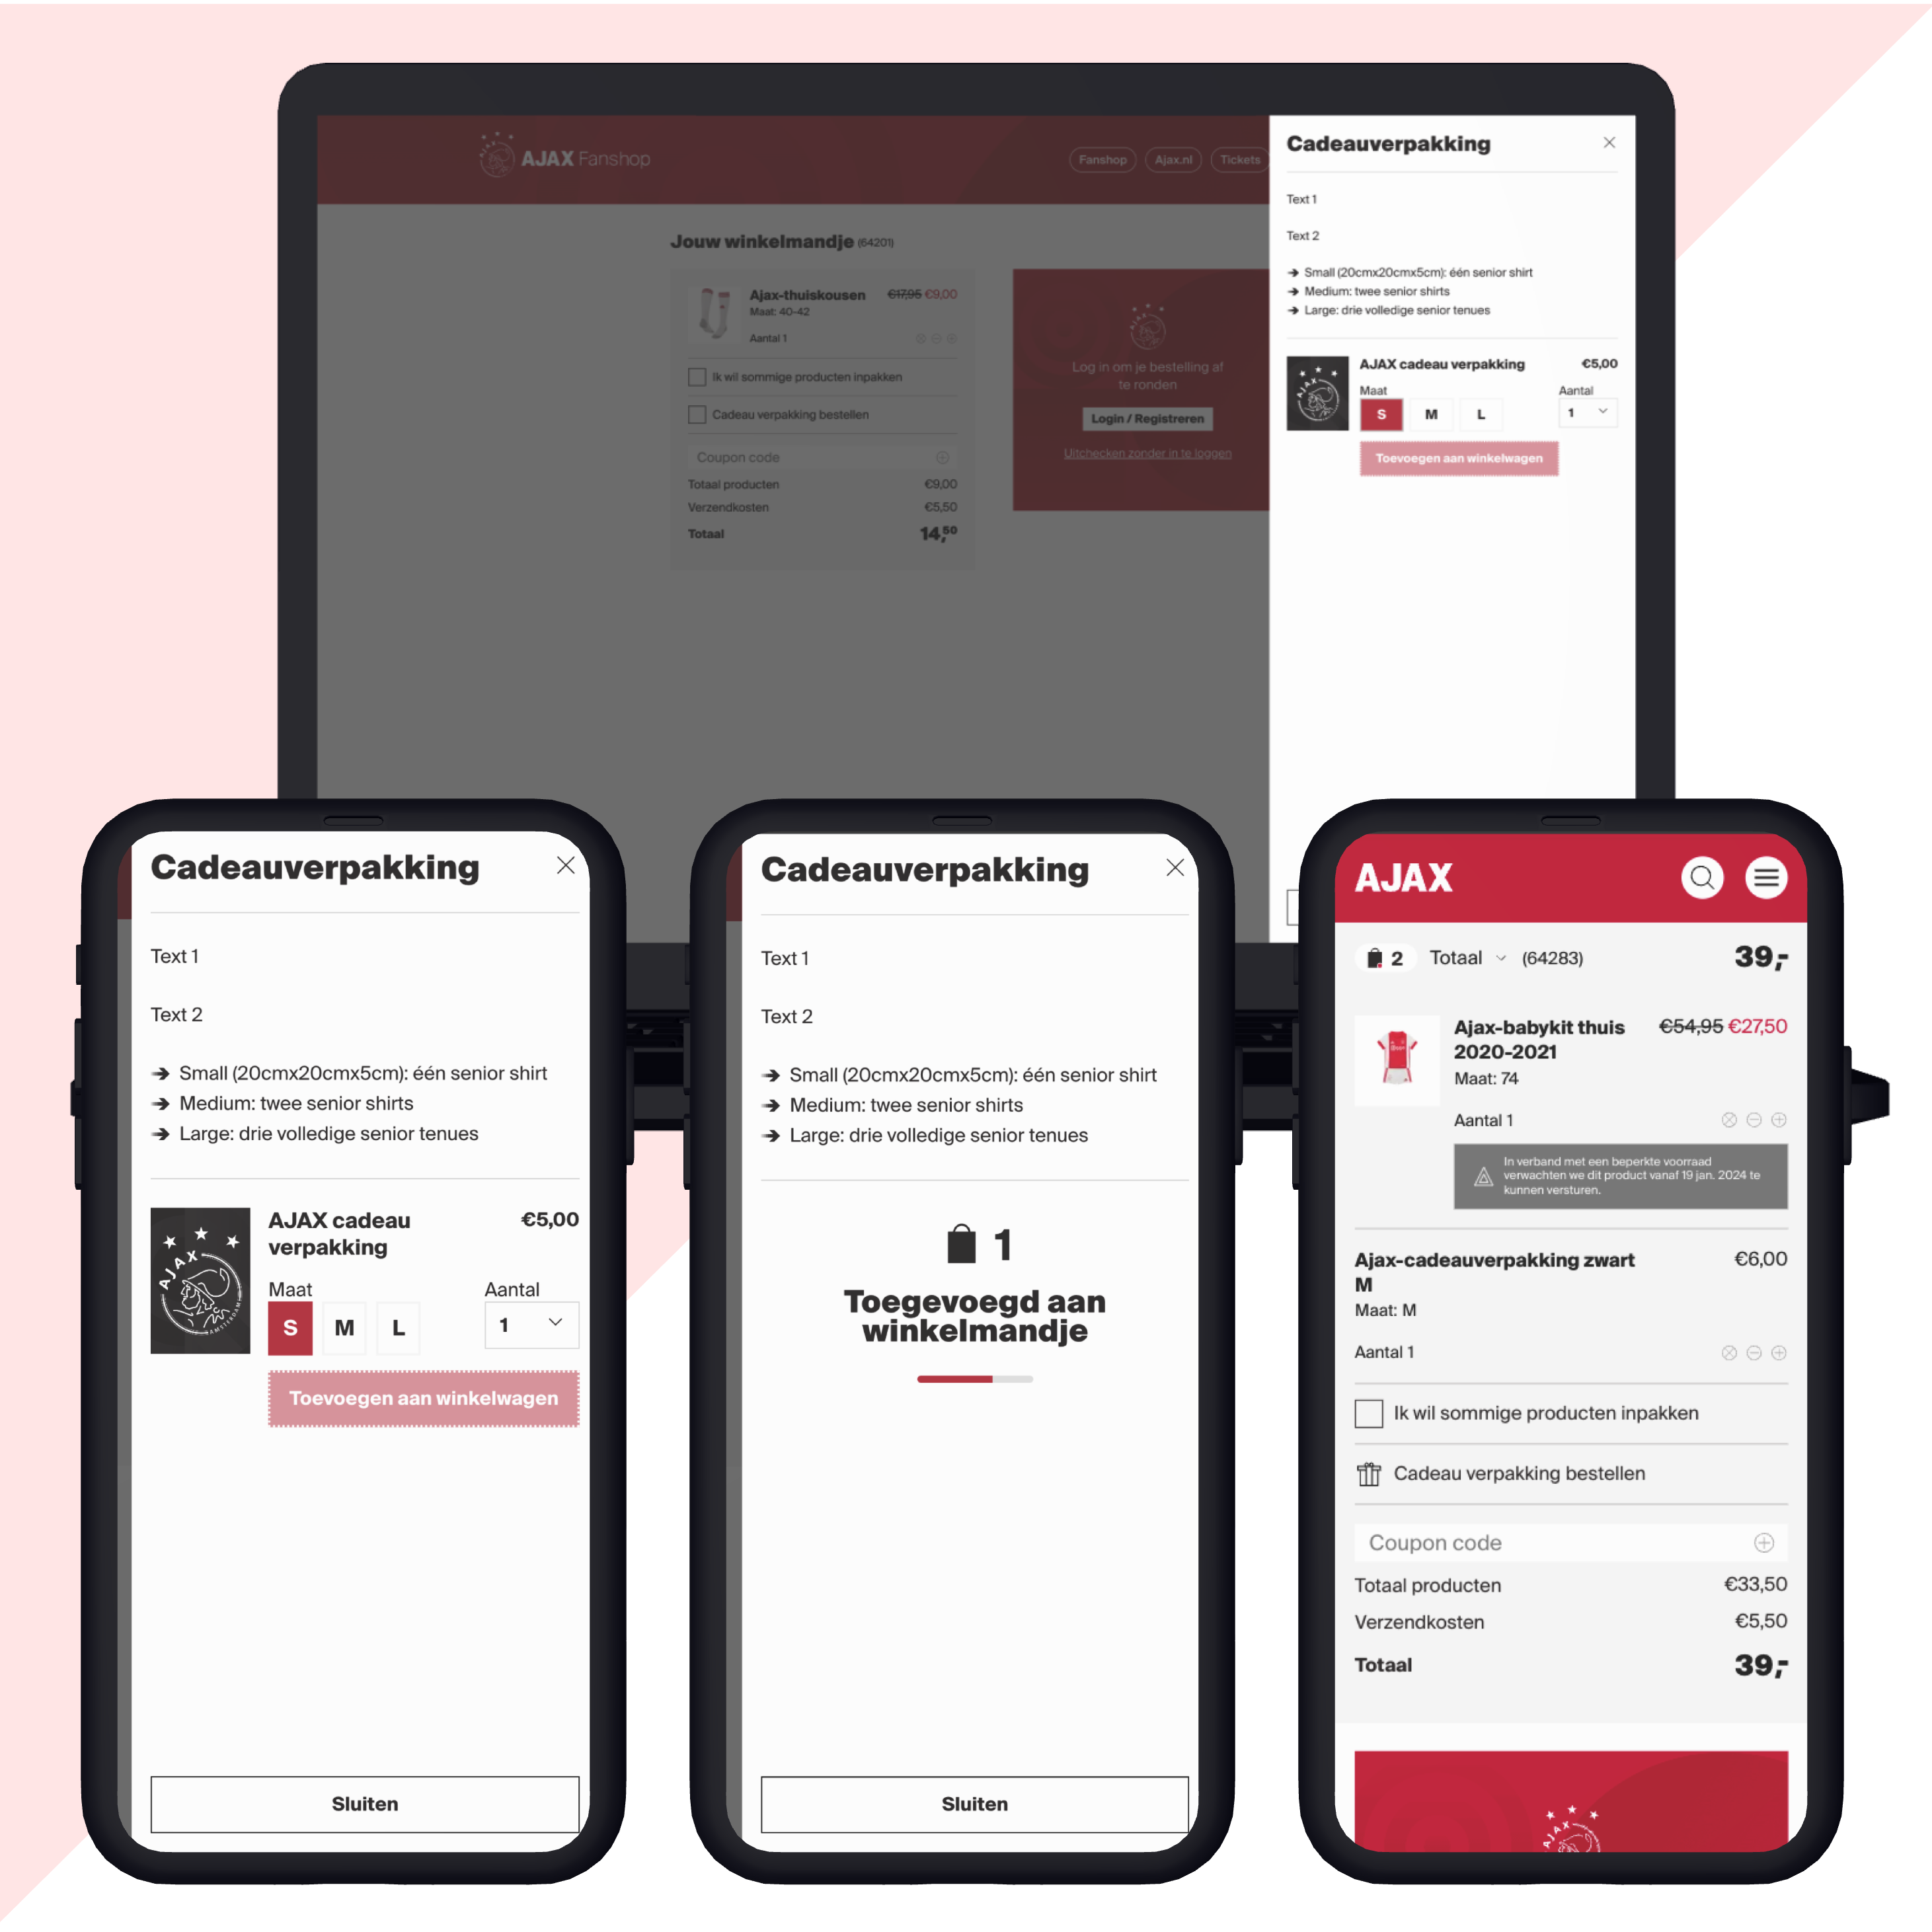 AJAX Fanshop
Fanshop
Ajax.nl
Tickets
Jouw winkelmandje (64201)
Ajax-thuiskousen €17,95 €9,00
Maat: 40-42
Aantal 1
Ik wil sommige producten inpakken
Cadeau verpakking bestellen
Coupon code
Totaal producten €9,00
Verzendkosten €5,50
Totaal 14,50
AJAX
Log in om je bestelling af
te ronden
Login / Registreren
Uitchecken zonder in te loggen
Cadeauverpakking
Text 1
Text 2
Small (20cmx20cmx5cm): één senior shirt
Medium: twee senior shirts
Large: drie volledige senior tenues
AJAX
AJAX cadeau verpakking €5,00
Maat Aantal
S M L 1
Toevoegen aan winkelwagen
Cadeauverpakking
Text 1
Text 2
Small (20cmx20cmx5cm): één senior shirt
Medium: twee senior shirts
Large: drie volledige senior tenues
AJAX
AMSTERDAM
AJAX cadeau €5,00
verpakking
Maat Aantal
S M L 1
Toevoegen aan winkelwagen
Sluiten
Cadeauverpakking
Text 1
Text 2
Small (20cmx20cmx5cm): één senior shirt
Medium: twee senior shirts
Large: drie volledige senior tenues
1
Toegevoegd aan
winkelmandje
Sluiten
AJAX
2 Totaal (64283) 39,-
Ajax-babykit thuis €54,95 €27,50
2020-2021
Maat: 74
Aantal 1
In verband met een beperkte voorraad
verwachten we dit product vanaf 19 jan. 2024 te
kunnen versturen.
Ajax-cadeauverpakking zwart €6,00
M
Maat: M
Aantal 1
Ik wil sommige producten inpakken
Cadeau verpakking bestellen
Coupon code
Totaal producten €33,50
Verzendkosten €5,50
Totaal 39,-
AJAX